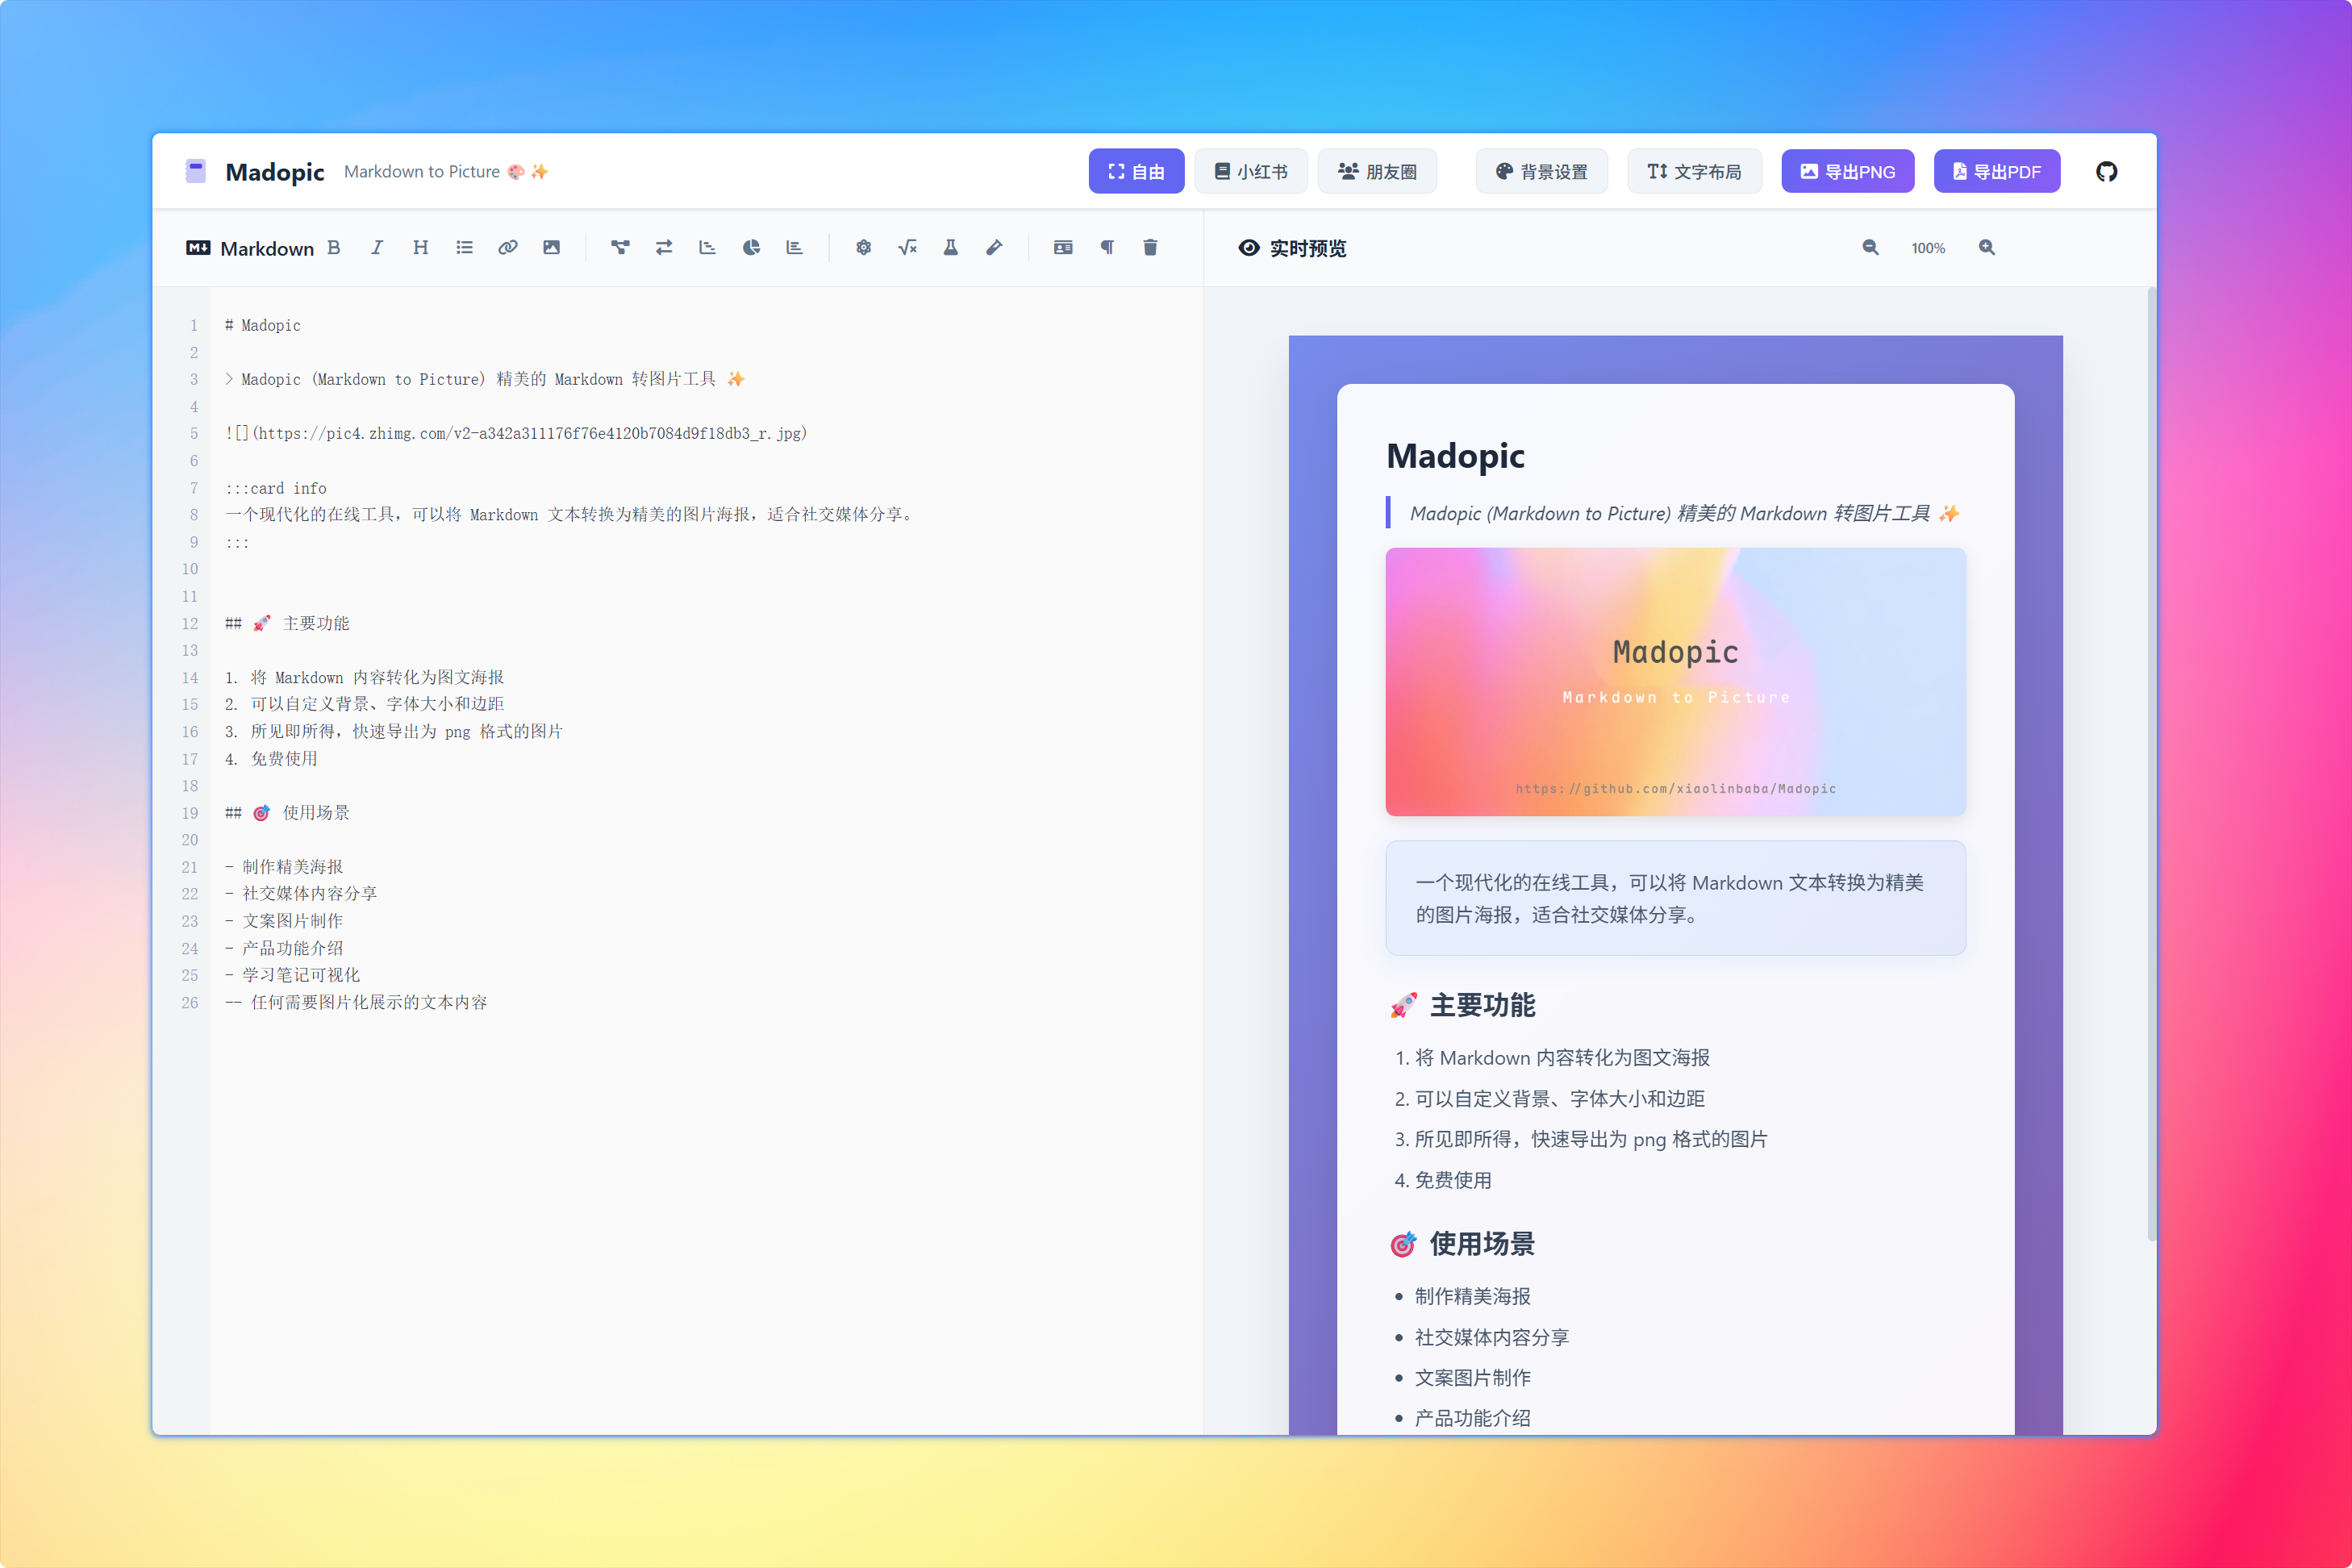 Madopic Markdown to Picture 🎨✨
自由 小红书 朋友圈 背景设置 文字布局 导出PNG 导出PDF
Markdown B I H
实时预览 100%
1 # Madopic
2
3 > Madopic (Markdown to Picture) 精美的 Markdown 转图片工具 ✨
4
5 ![](https://pic4.zhimg.com/v2-a342a311176f76e4120b7084d9f18db3_r.jpg)
6
7 :::card info
8 一个现代化的在线工具，可以将 Markdown 文本转换为精美的图片海报，适合社交媒体分享。
9 :::
10
11
12 ## 🚀 主要功能
13
14 1. 将 Markdown 内容转化为图文海报
15 2. 可以自定义背景、字体大小和边距
16 3. 所见即所得，快速导出为 png 格式的图片
17 4. 免费使用
18
19 ## 🎯 使用场景
20
21 - 制作精美海报
22 - 社交媒体内容分享
23 - 文案图片制作
24 - 产品功能介绍
25 - 学习笔记可视化
26 -- 任何需要图片化展示的文本内容
Madopic
Madopic (Markdown to Picture) 精美的 Markdown 转图片工具 ✨
Madopic
Markdown to Picture
https://github.com/xiaolinbaba/Madopic
一个现代化的在线工具，可以将 Markdown 文本转换为精美
的图片海报，适合社交媒体分享。
🚀 主要功能
1. 将 Markdown 内容转化为图文海报
2. 可以自定义背景、字体大小和边距
3. 所见即所得，快速导出为 png 格式的图片
4. 免费使用
🎯 使用场景
• 制作精美海报
• 社交媒体内容分享
• 文案图片制作
• 产品功能介绍